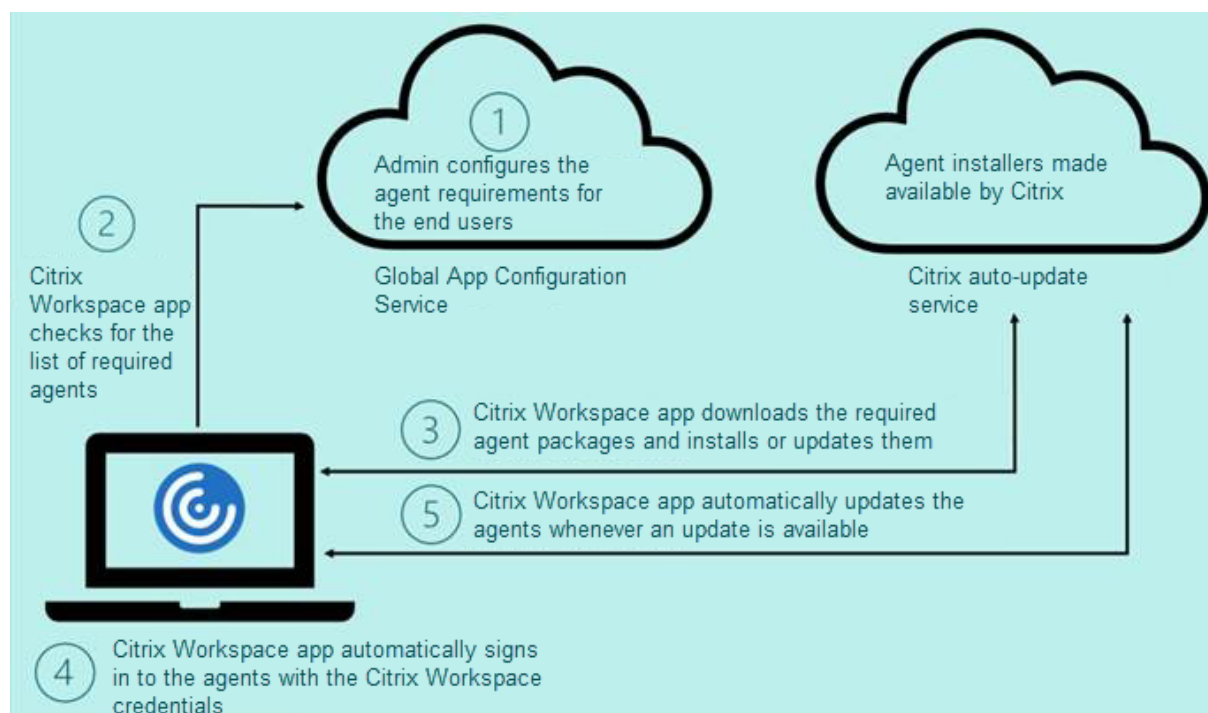 1
Admin configures the
agent requirements for
the end users
Global App Configuration
Service
Agent installers made
available by Citrix
Citrix auto-update
service
2
Citrix
Workspace app
checks for the
list of required
agents
3
Citrix Workspace app downloads the required
agent packages and installs or updates them
5
Citrix Workspace app automatically updates the
agents whenever an update is available
4
Citrix Workspace app automatically signs
in to the agents with the Citrix Workspace
credentials